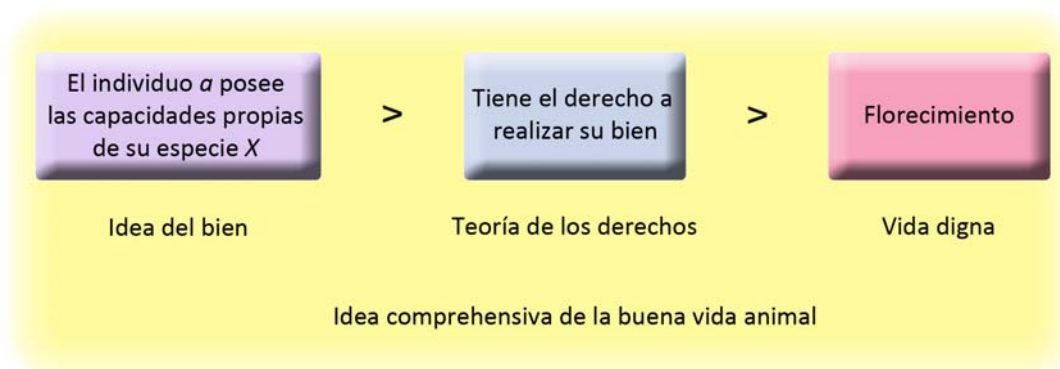 El individuo a posee
las capacidades propias
de su especie X
>
Tiene el derecho a
realizar su bien
>
Florecimiento
Idea del bien
Teoría de los derechos
Vida digna
Idea comprehensiva de la buena vida animal